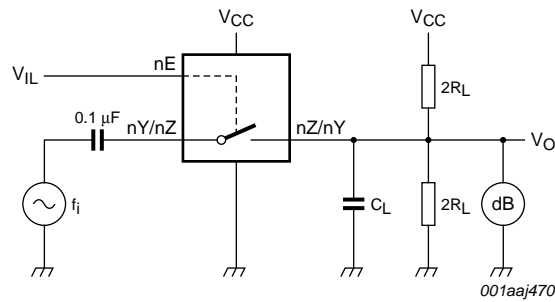 VCC
VCC
VIL
nE
2RL
0.1 μF
nY/nZ
nZ/nY
VO
fi
CL
2RL
dB
001aaj470